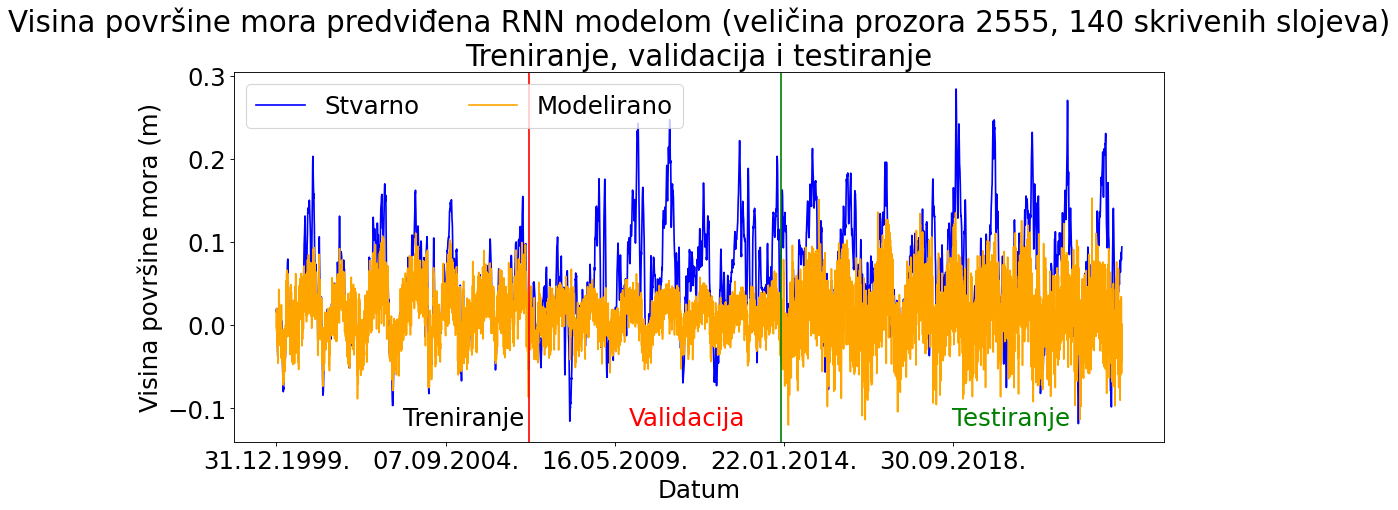 Visina površine mora predviđena RNN modelom (veličina prozora 2555, 140 skrivenih slojeva)
Treniranje, validacija i testiranje
Stvarno
Modelirano
Visina površine mora (m)
0.3
0.2
0.1
0.0
−0.1
Treniranje
Validacija
Testiranje
31.12.1999.
07.09.2004.
16.05.2009.
22.01.2014.
30.09.2018.
Datum